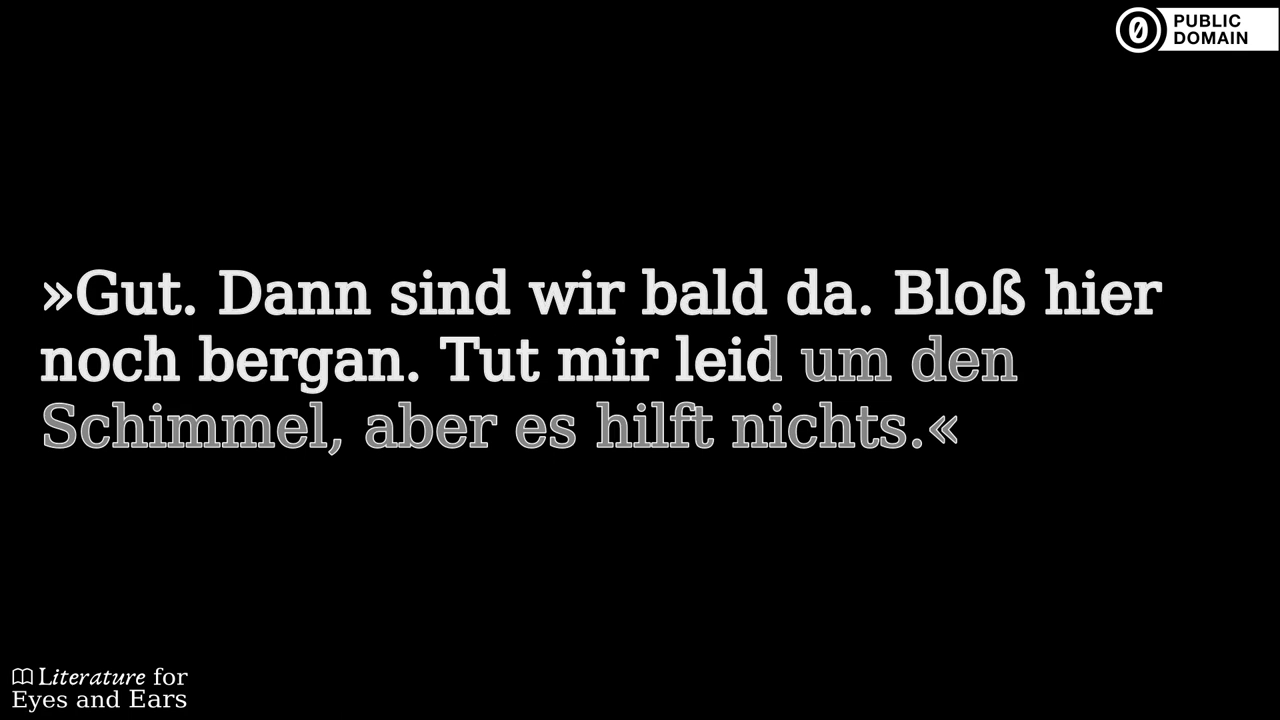 PUBLIC
DOMAIN
»Gut. Dann sind wir bald da. Bloß hier
noch bergan. Tut mir leid um den
Schimmel, aber es hilft nichts.«
Literature for
Eyes and Ears